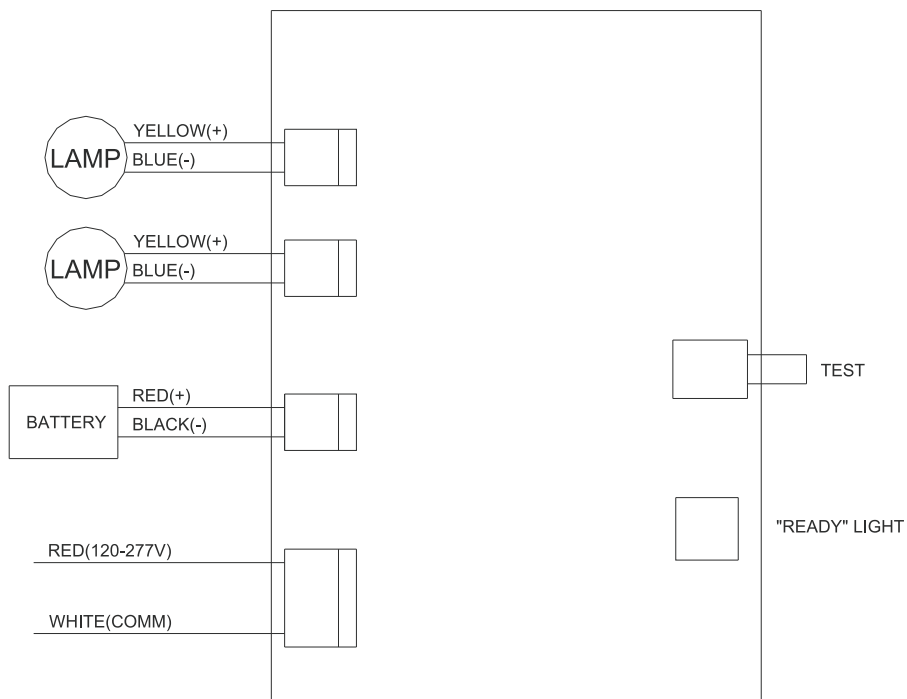 YELLOW(+)
LAMP
BLUE(-)
YELLOW(+)
LAMP
BLUE(-)
TEST
RED(+)
BATTERY
BLACK(-)
"READY" LIGHT
RED(120-277V)
WHITE(COMM)